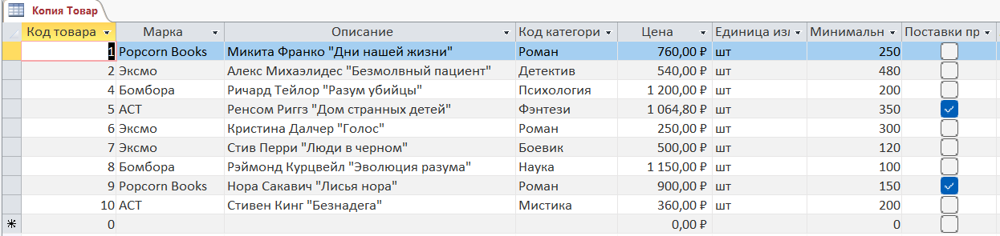 Копия Товар
Код товара Марка Описание Код категори Цена Единица изм Минимальн Поставки пр
1 Popcorn Books Микита Франко "Дни нашей жизни" Роман 760,00 ₽ шт 250
2 Эксмо Алекс Михаэлидес "Безмолвный пациент" Детектив 540,00 ₽ шт 480
4 Бомбора Ричард Тейлор "Разум убийцы" Психология 1 200,00 ₽ шт 200
5 АСТ Ренсом Риггз "Дом странных детей" Фэнтези 1 064,80 ₽ шт 350
6 Эксмо Кристина Далчер "Голос" Роман 250,00 ₽ шт 300
7 Эксмо Стив Перри "Люди в черном" Боевик 500,00 ₽ шт 120
8 Бомбора Рэймонд Курцвейл "Эволюция разума" Наука 1 150,00 ₽ шт 100
9 Popcorn Books Нора Сакавич "Лисья нора" Роман 900,00 ₽ шт 150
10 АСТ Стивен Кинг "Безнадега" Мистика 360,00 ₽ шт 200
0 0,00 ₽ 0